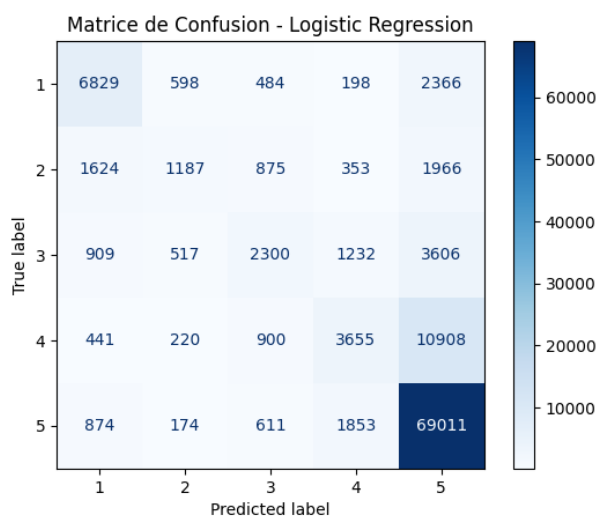 Matrice de Confusion - Logistic Regression
1 6829 598 484 198 2366
2 1624 1187 875 353 1966
3 909 517 2300 1232 3606
4 441 220 900 3655 10908
5 874 174 611 1853 69011
1 2 3 4 5
Predicted label
True label
60000
50000
40000
30000
20000
10000